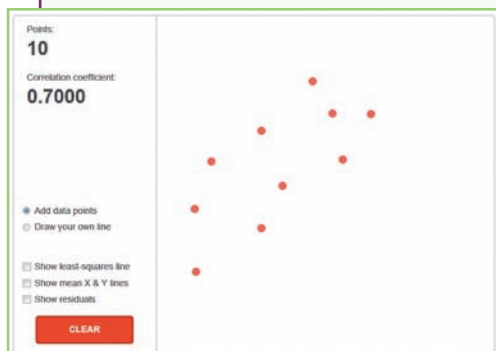 Points:
10
Correlation coefficient:
0.7000
Add data points
Draw your own line
Show least-squares line
Show mean X & Y lines
Show residuals
CLEAR